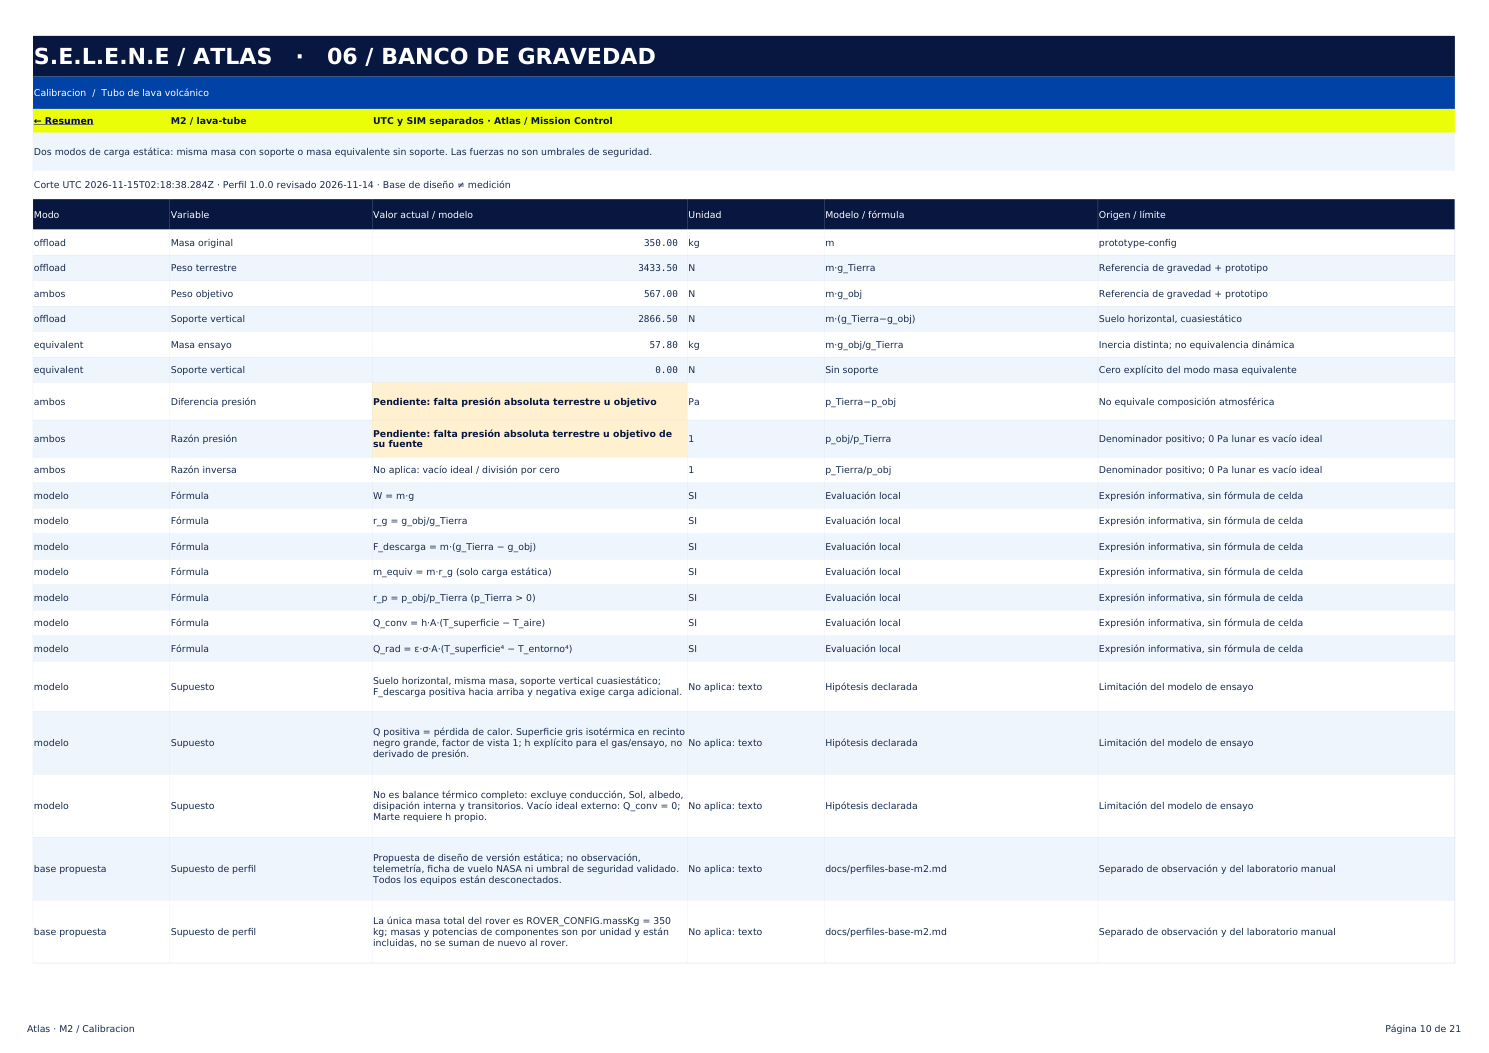 S.E.L.E.N.E / ATLAS · 06 / BANCO DE GRAVEDAD
Calibracion / Tubo de lava volcánico
← Resumen M2 / lava-tube UTC y SIM separados · Atlas / Mission Control
Dos modos de carga estática: misma masa con soporte o masa equivalente sin soporte. Las fuerzas no son umbrales de seguridad.
Corte UTC 2026-11-15T02:18:38.284Z · Perfil 1.0.0 revisado 2026-11-14 · Base de diseño ≠ medición
Modo Variable Valor actual / modelo Unidad Modelo / fórmula Origen / límite
offload Masa original 350.00 kg m prototype-config
offload Peso terrestre 3433.50 N m·g_Tierra Referencia de gravedad + prototipo
ambos Peso objetivo 567.00 N m·g_obj Referencia de gravedad + prototipo
offload Soporte vertical 2866.50 N m·(g_Tierra−g_obj) Suelo horizontal, cuasiestático
equivalent Masa ensayo 57.80 kg m·g_obj/g_Tierra Inercia distinta; no equivalencia dinámica
equivalent Soporte vertical 0.00 N Sin soporte Cero explícito del modo masa equivalente
ambos Diferencia presión Pendiente: falta presión absoluta terrestre u objetivo Pa p_Tierra−p_obj No equivale composición atmosférica
ambos Razón presión Pendiente: falta presión absoluta terrestre u objetivo de
su fuente 1 p_obj/p_Tierra Denominador positivo; 0 Pa lunar es vacío ideal
ambos Razón inversa No aplica: vacío ideal / división por cero 1 p_Tierra/p_obj Denominador positivo; 0 Pa lunar es vacío ideal
modelo Fórmula W = m·g SI Evaluación local Expresión informativa, sin fórmula de celda
modelo Fórmula r_g = g_obj/g_Tierra SI Evaluación local Expresión informativa, sin fórmula de celda
modelo Fórmula F_descarga = m·(g_Tierra − g_obj) SI Evaluación local Expresión informativa, sin fórmula de celda
modelo Fórmula m_equiv = m·r_g (solo carga estática) SI Evaluación local Expresión informativa, sin fórmula de celda
modelo Fórmula r_p = p_obj/p_Tierra (p_Tierra > 0) SI Evaluación local Expresión informativa, sin fórmula de celda
modelo Fórmula Q_conv = h·A·(T_superficie − T_aire) SI Evaluación local Expresión informativa, sin fórmula de celda
modelo Fórmula Q_rad = ε·σ·A·(T_superficie⁴ − T_entorno⁴) SI Evaluación local Expresión informativa, sin fórmula de celda
modelo Supuesto Suelo horizontal, misma masa, soporte vertical cuasiestático;
F_descarga positiva hacia arriba y negativa exige carga adicional. No aplica: texto Hipótesis declarada Limitación del modelo de ensayo
modelo Supuesto Q positiva = pérdida de calor. Superficie gris isotérmica en recinto
negro grande, factor de vista 1; h explícito para el gas/ensayo, no
derivado de presión. No aplica: texto Hipótesis declarada Limitación del modelo de ensayo
modelo Supuesto No es balance térmico completo: excluye conducción, Sol, albedo,
disipación interna y transitorios. Vacío ideal externo: Q_conv = 0;
Marte requiere h propio. No aplica: texto Hipótesis declarada Limitación del modelo de ensayo
base propuesta Supuesto de perfil Propuesta de diseño de versión estática; no observación,
telemetría, ficha de vuelo NASA ni umbral de seguridad validado.
Todos los equipos están desconectados. No aplica: texto docs/perfiles-base-m2.md Separado de observación y del laboratorio manual
base propuesta Supuesto de perfil La única masa total del rover es ROVER_CONFIG.massKg = 350
kg; masas y potencias de componentes son por unidad y están
incluidas, no se suman de nuevo al rover. No aplica: texto docs/perfiles-base-m2.md Separado de observación y del laboratorio manual
Atlas · M2 / Calibracion Página 10 de 21